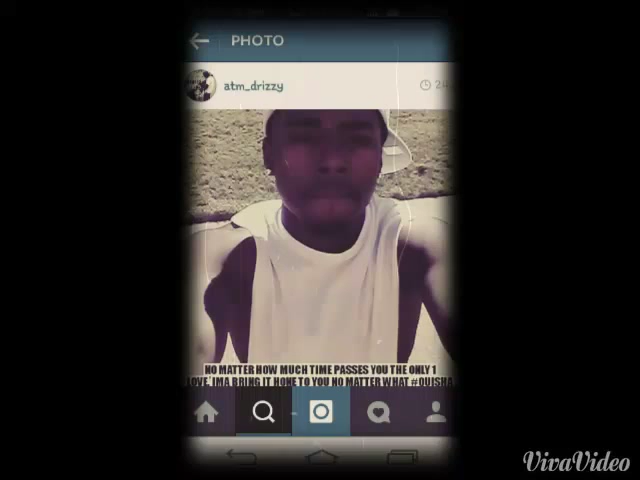 PHOTO
atm_drizzy
NO MATTER HOW MUCH TIME PASSES YOU THE ONLY 1
LOVE, IMA BRING IT HOME TO YOU NO MATTER WHAT #QUISHA
VivaVideo